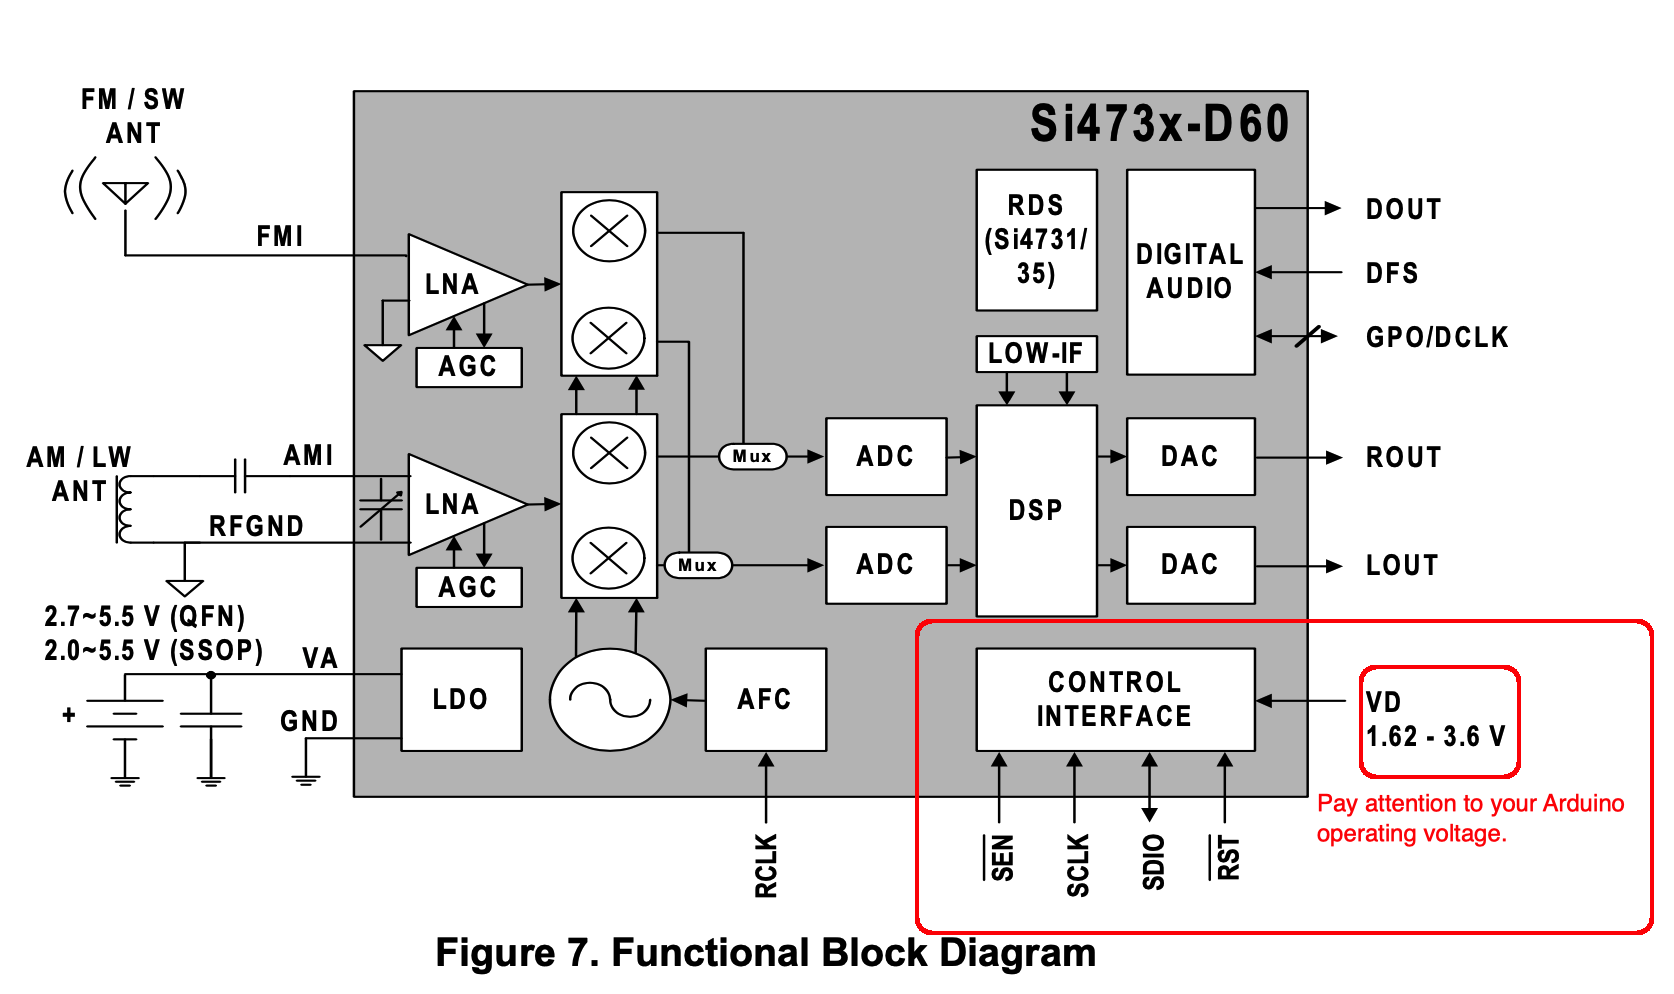 FM / SW
ANT
Si473x-D60
FMI
LNA
AGC
RDS
(Si4731/
35)
DIGITAL
AUDIO
DOUT
DFS
GPO/DCLK
LOW-IF
AM / LW
ANT
AMI
RFGND
LNA
AGC
Mux
ADC
DSP
DAC
ROUT
Mux
ADC
DAC
LOUT
2.7~5.5 V (QFN)
2.0~5.5 V (SSOP)
VA
GND
+
LDO
AFC
CONTROL
INTERFACE
VD
1.62 - 3.6 V
Pay attention to your Arduino
operating voltage.
RCLK
SEN
SCLK
SDIO
RST
Figure 7. Functional Block Diagram